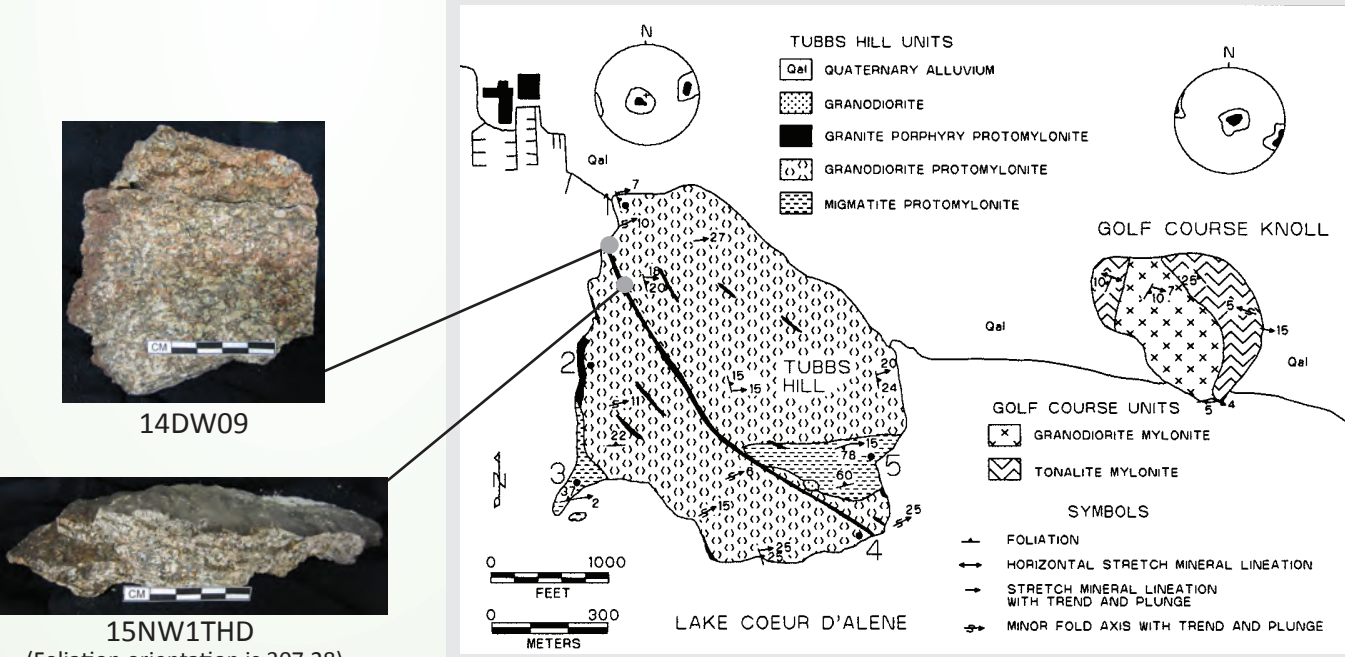 14DW09
CM
15NW1THD
CM
N
N
TUBBS HILL UNITS
Qal QUATERNARY ALLUVIUM
GRANODIORITE
GRANITE PORPHYRY PROTOMYLONITE
GRANODIORITE PROTOMYLONITE
MIGMATITE PROTOMYLONITE
Qal
7
1
10
27
18
20
2
15
15
TUBBS
HILL
20
24
11
22
15
78
5
60
3
37
2
6
15
25
25
25
4
GOLF COURSE KNOLL
10
10
7
25
5
15
Qal
Qal
5
4
GOLF COURSE UNITS
GRANODIORITE MYLONITE
TONALITE MYLONITE
SYMBOLS
FOLIATION
HORIZONTAL STRETCH MINERAL LINEATION
STRETCH MINERAL LINEATION
WITH TREND AND PLUNGE
MINOR FOLD AXIS WITH TREND AND PLUNGE
N
0 1000
FEET
0 300
METERS
LAKE COEUR D'ALENE